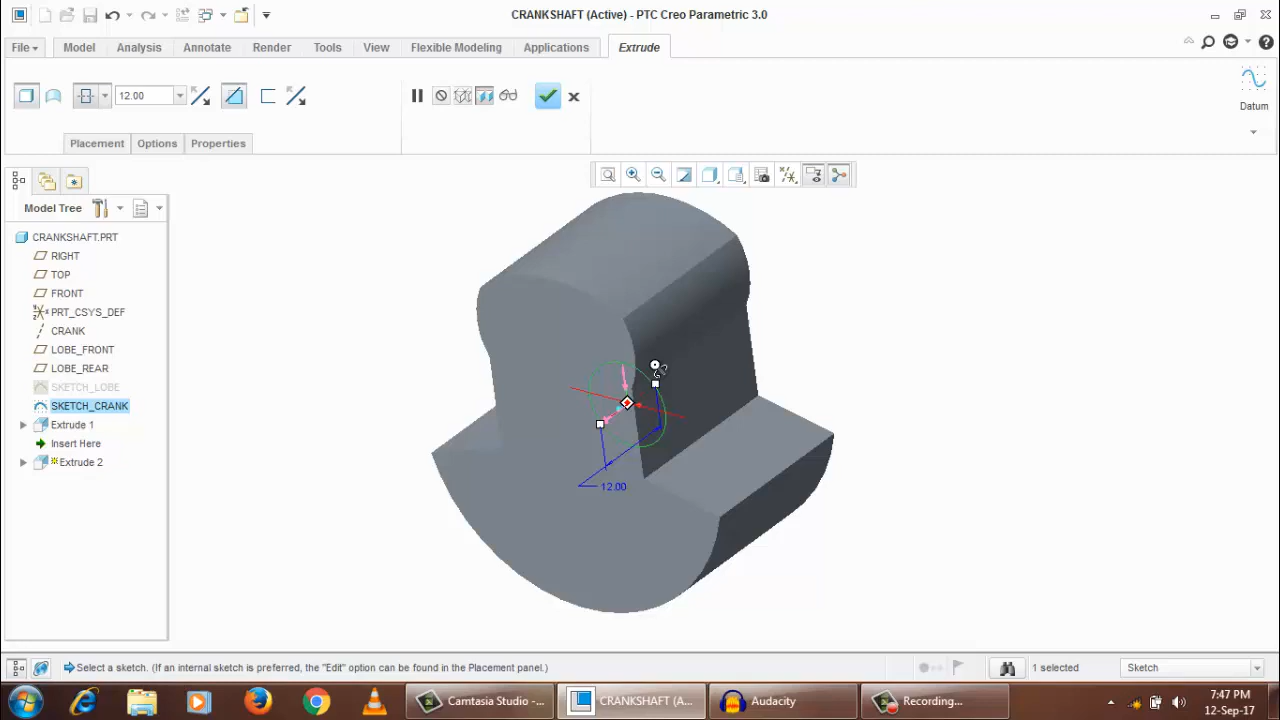 CRANKSHAFT (Active) - PTC Creo Parametric 3.0
File Model Analysis Annotate Render Tools View Flexible Modeling Applications Extrude
12.00
Datum
Placement Options Properties
Model Tree
CRANKSHAFT.PRT
RIGHT
TOP
FRONT
PRT_CSYS_DEF
CRANK
LOBE_FRONT
LOBE_REAR
SKETCH_LOBE
SKETCH_CRANK
Extrude 1
Insert Here
Extrude 2
12.00
Select a sketch. (If an internal sketch is preferred, the "Edit" option can be found in the Placement panel.)
1 selected
Sketch
Camtasia Studio -...
CRANKSHAFT (A...
Audacity
Recording...
7:47 PM
12-Sep-17